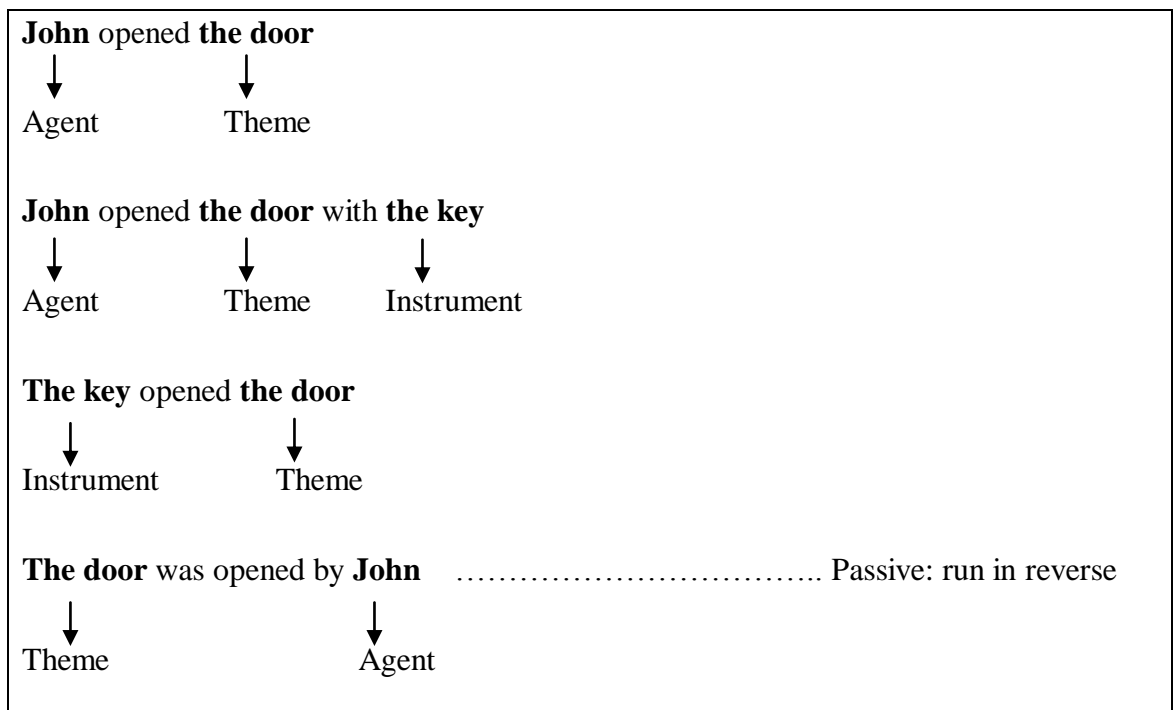 John opened the door
Agent Theme
John opened the door with the key
Agent Theme Instrument
The key opened the door
Instrument Theme
The door was opened by John …………………………….. Passive: run in reverse
Theme Agent